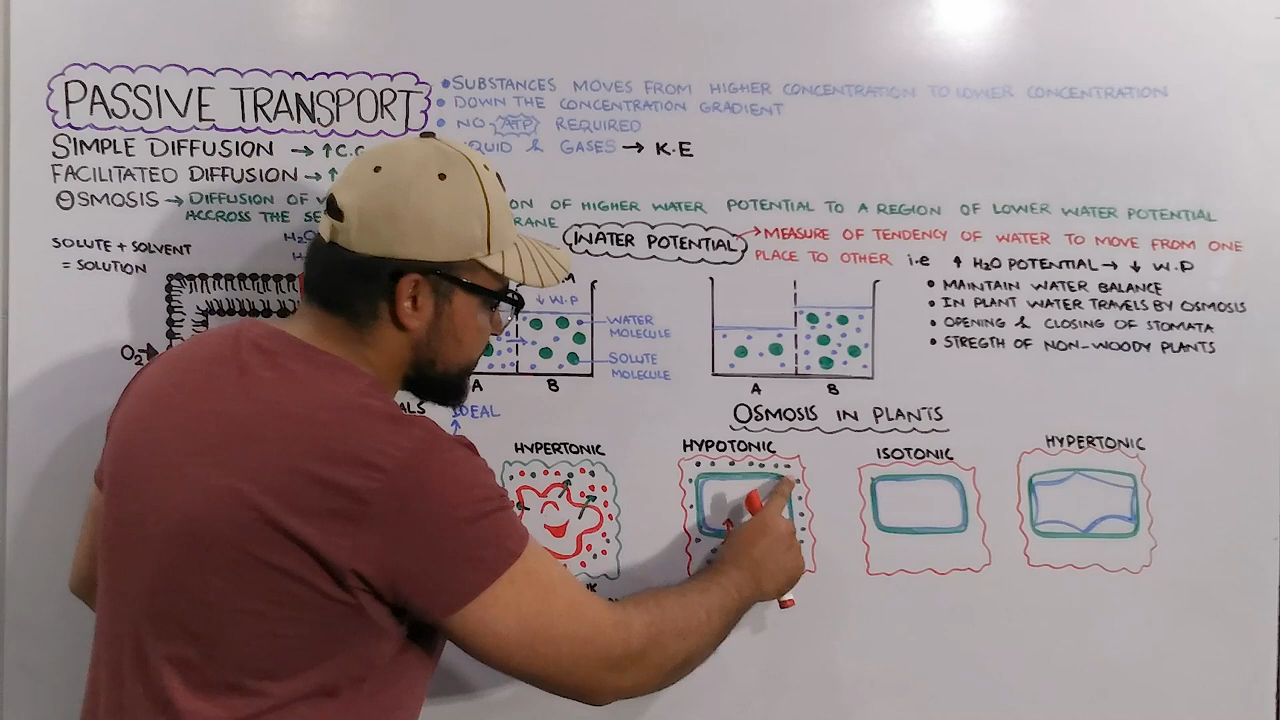 PASSIVE TRANSPORT
• SUBSTANCES MOVES FROM HIGHER CONCENTRATION TO LOWER CONCENTRATION
• DOWN THE CONCENTRATION GRADIENT
• NO ATP REQUIRED
& GASES → K.E
SIMPLE DIFFUSION → ↑
FACILITATED DIFFUSION → ↑
OSMOSIS → DIFFUSION OF
OF HIGHER WATER POTENTIAL TO A REGION OF LOWER WATER POTENTIAL
ACCROSS THE
SOLUTE + SOLVENT
= SOLUTION
WATER POTENTIAL
→ MEASURE OF TENDENCY OF WATER TO MOVE FROM ONE
PLACE TO OTHER i.e ↑ H2O POTENTIAL → ↓ W.P
• MAINTAIN WATER BALANCE
• IN PLANT WATER TRAVELS BY OSMOSIS
• OPENING & CLOSING OF STOMATA
• STREGTH OF NON-WOODY PLANTS
O2
↓ W.P
WATER
MOLECULE
SOLUTE
MOLECULE
A B
A B
IDEAL
OSMOSIS IN PLANTS
HYPERTONIC
HYPOTONIC
ISOTONIC
HYPERTONIC